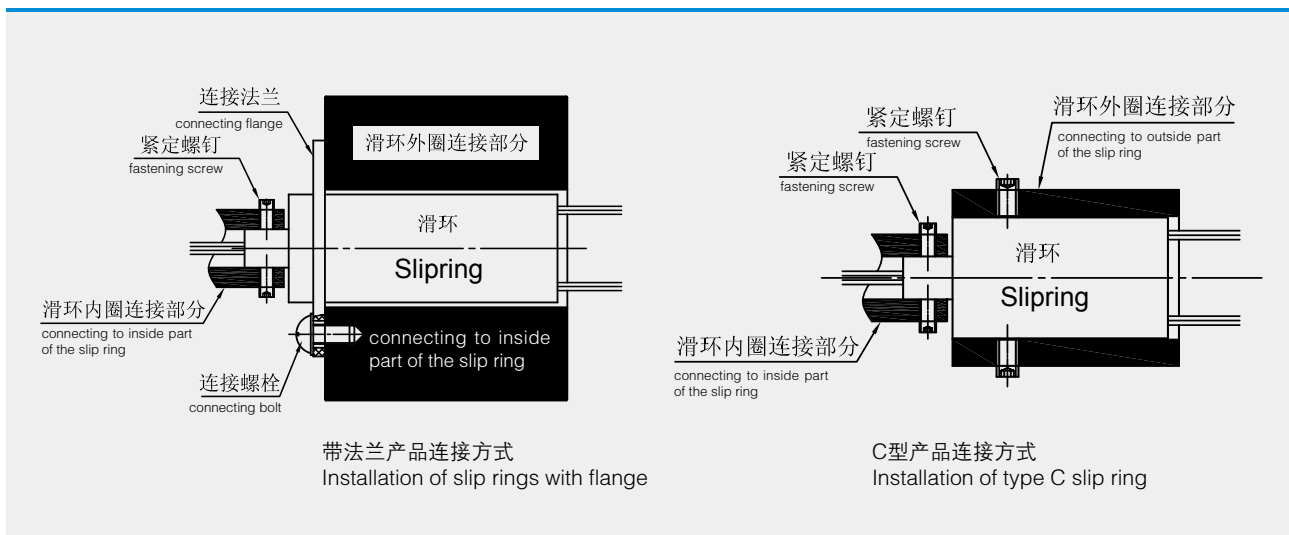 连接法兰
connecting flange
紧定螺钉
fastening screw
滑环外圈连接部分
滑环
Slipring
滑环内圈连接部分
connecting to inside part
of the slip ring
connecting to inside
part of the slip ring
连接螺栓
connecting bolt
带法兰产品连接方式
Installation of slip rings with flange
紧定螺钉
fastening screw
滑环外圈连接部分
connecting to outside part
of the slip ring
紧定螺钉
fastening screw
滑环
Slipring
滑环内圈连接部分
connecting to inside part
of the slip ring
C型产品连接方式
Installation of type C slip ring